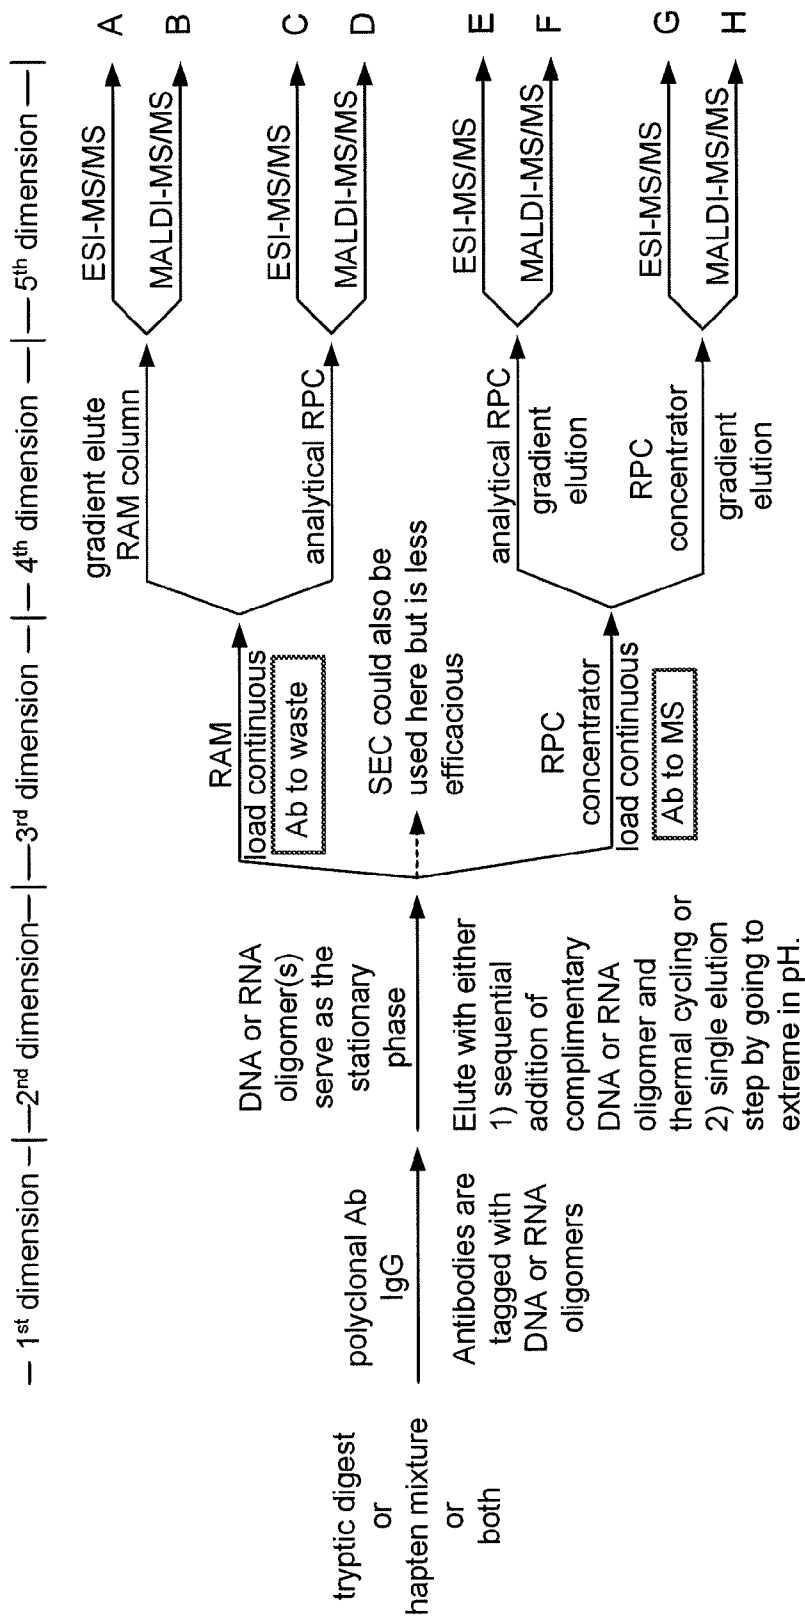 — 1st dimension —|—2nd dimension—|—3rd dimension —|— 4th dimension —|— 5th dimension —|
tryptic digest
or
hapten mixture
or
both
polyclonal Ab
IgG
Antibodies are
tagged with
DNA or RNA
oligomers
DNA or RNA
oligomer(s)
serve as the
stationary
phase
Elute with either
1) sequential
addition of
complimentary
DNA or RNA
oligomer and
thermal cycling or
2) single elution
step by going to
extreme in pH.
RAM
load continuous
Ab to waste
SEC could also be
used here but is less
efficacious
RPC
concentrator
load continuous
Ab to MS
gradient elute
RAM column
analytical RPC
analytical RPC
gradient
elution
RPC
concentrator
gradient
elution
ESI-MS/MS A
MALDI-MS/MS B
ESI-MS/MS C
MALDI-MS/MS D
ESI-MS/MS E
MALDI-MS/MS F
ESI-MS/MS G
MALDI-MS/MS H